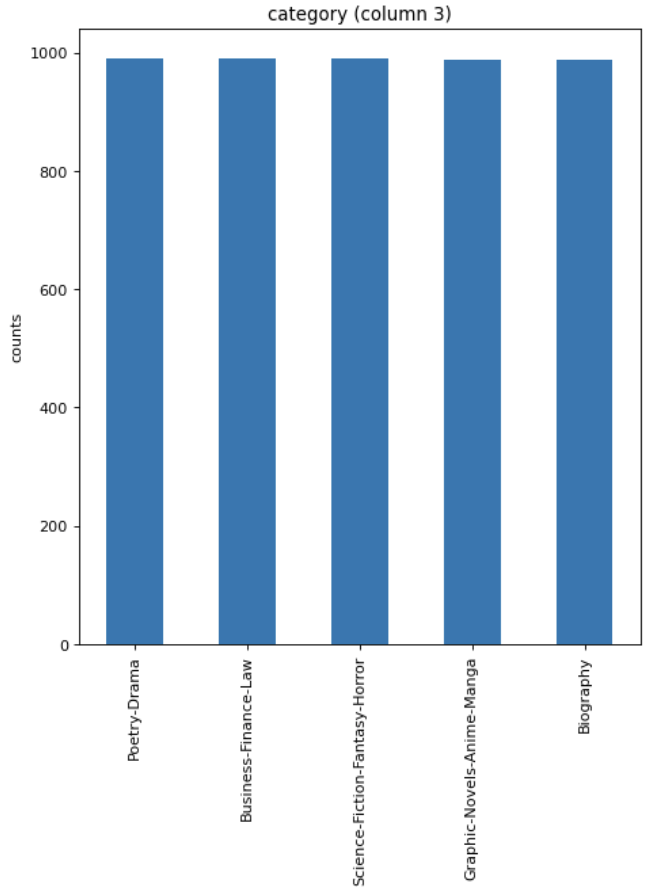 category (column 3)
1000
800
600
400
200
0
counts
Poetry-Drama
Business-Finance-Law
Science-Fiction-Fantasy-Horror
Graphic-Novels-Anime-Manga
Biography